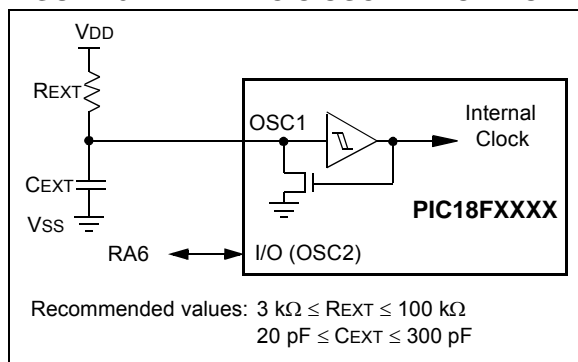 VDD
REXT
OSC1
Internal
Clock
CEXT
PIC18FXXXX
VSS
RA6
I/O (OSC2)
Recommended values: 3 kΩ ≤ REXT ≤ 100 kΩ
20 pF ≤ CEXT ≤ 300 pF